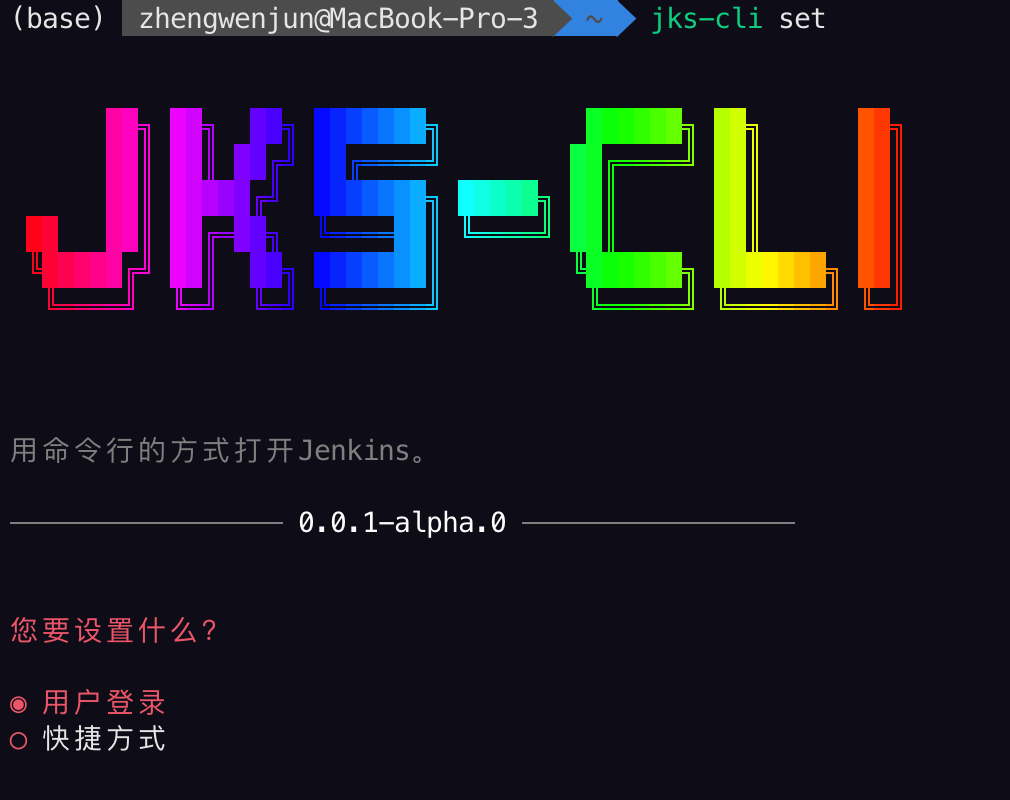 (base) zhengwenjun@MacBook-Pro-3 ~ jks-cli set
JKS-CLI
用命令行的方式打开Jenkins。
0.0.1-alpha.0
您要设置什么?
◉ 用户登录
○ 快捷方式